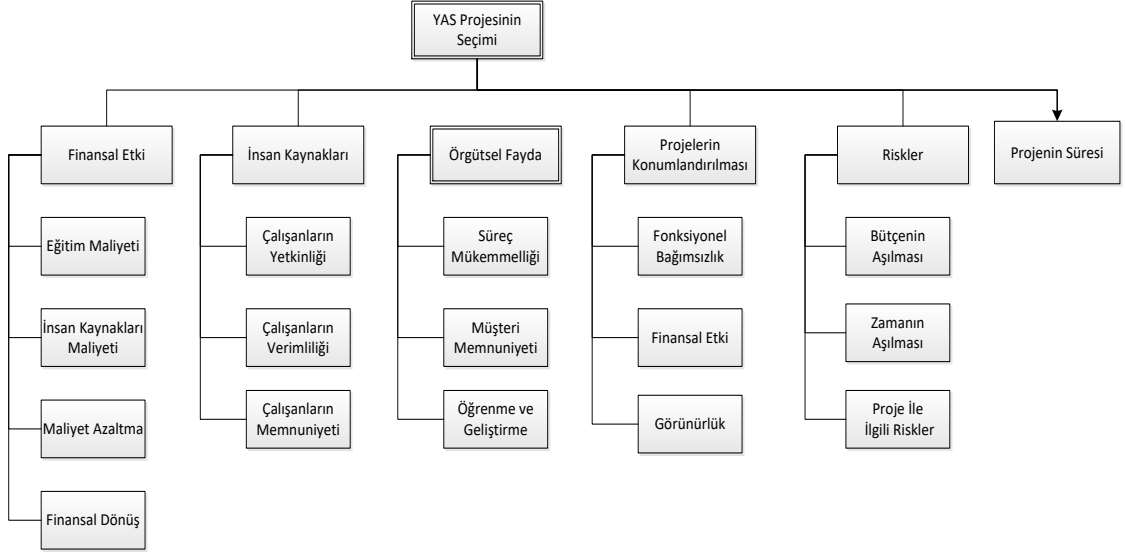 YAS Projesinin
Seçimi
Finansal Etki
İnsan Kaynakları
Örgütsel Fayda
Projelerin
Konumlandırılması
Riskler
Projenin Süresi
Eğitim Maliyeti
Çalışanların
Yetkinliği
Süreç
Mükemmelliği
Fonksiyonel
Bağımsızlık
Bütçenin
Aşılması
İnsan Kaynakları
Maliyeti
Çalışanların
Verimliliği
Müşteri
Memnuniyeti
Finansal Etki
Zamanın
Aşılması
Maliyet Azaltma
Çalışanların
Memnuniyeti
Öğrenme ve
Geliştirme
Görünürlük
Proje İle
İlgili Riskler
Finansal Dönüş